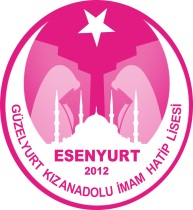 ESENYURT
2012
GÜZELYURT KIZ ANADOLU İMAM HATİP LİSESİ